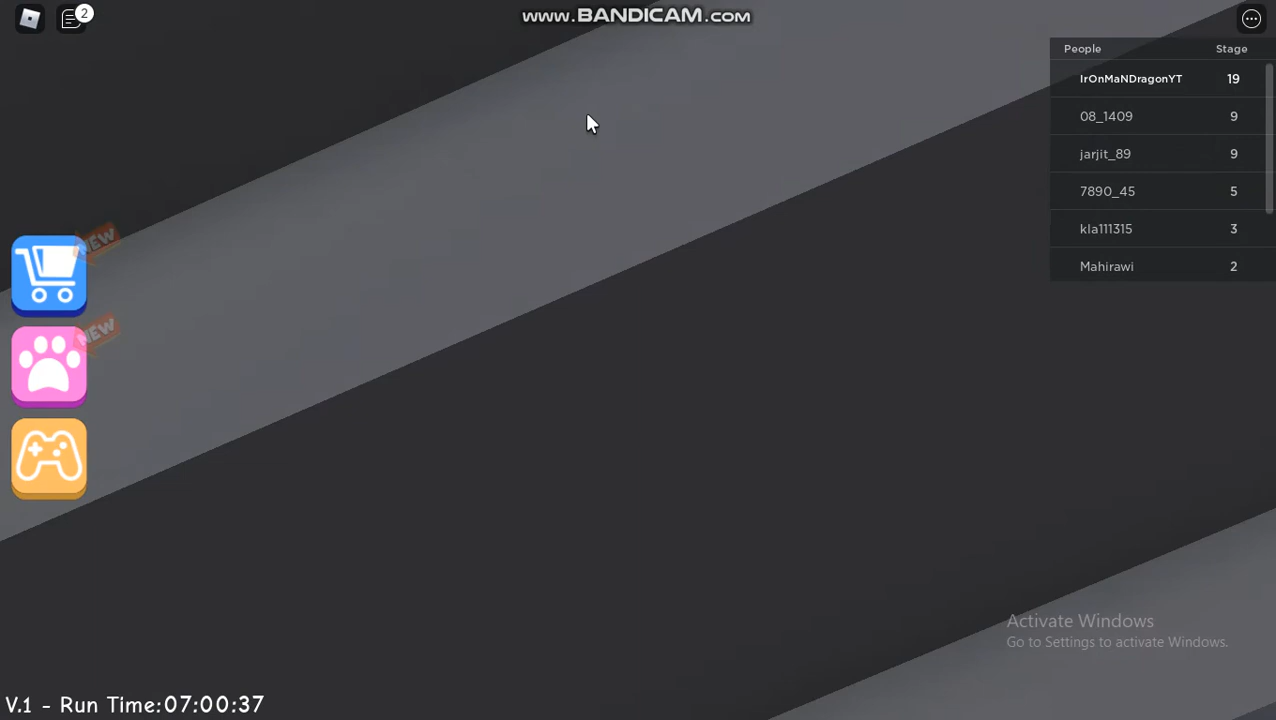 2
www.BANDICAM.com
People Stage
IrOnMaNDragonYT 19
08_1409 9
jarjit_89 9
7890_45 5
kla111315 3
Mahirawi 2
NEW
NEW
Activate Windows
Go to Settings to activate Windows.
V.1 - Run Time:07:00:37